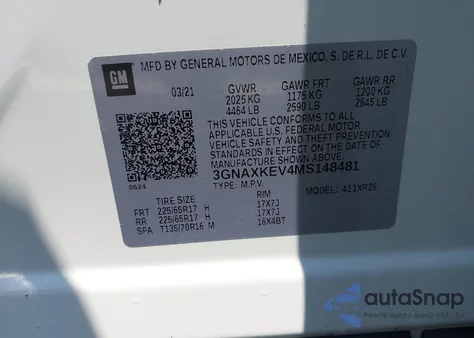 GM
MFD BY GENERAL MOTORS DE MEXICO, S. DE R.L. DE C.V.
03/21 GVWR GAWR FRT GAWR RR
2025 KG 1175 KG 1200 KG
4464 LB 2590 LB 2645 LB
THIS VEHICLE CONFORMS TO ALL
APPLICABLE U.S. FEDERAL MOTOR
VEHICLE SAFETY AND THEFT PREVENTION
STANDARDS IN EFFECT ON THE DATE OF
MANUFACTURE SHOWN ABOVE.
3GNAXKEV4MS148481
8624
TYPE: M.P.V. MODEL: 411XR26
TIRE SIZE RIM
FRT 225/65R17 H 17X7J
RR 225/65R17 H 17X7J
SPA T135/70R16 M 16X4BT
autoSnap